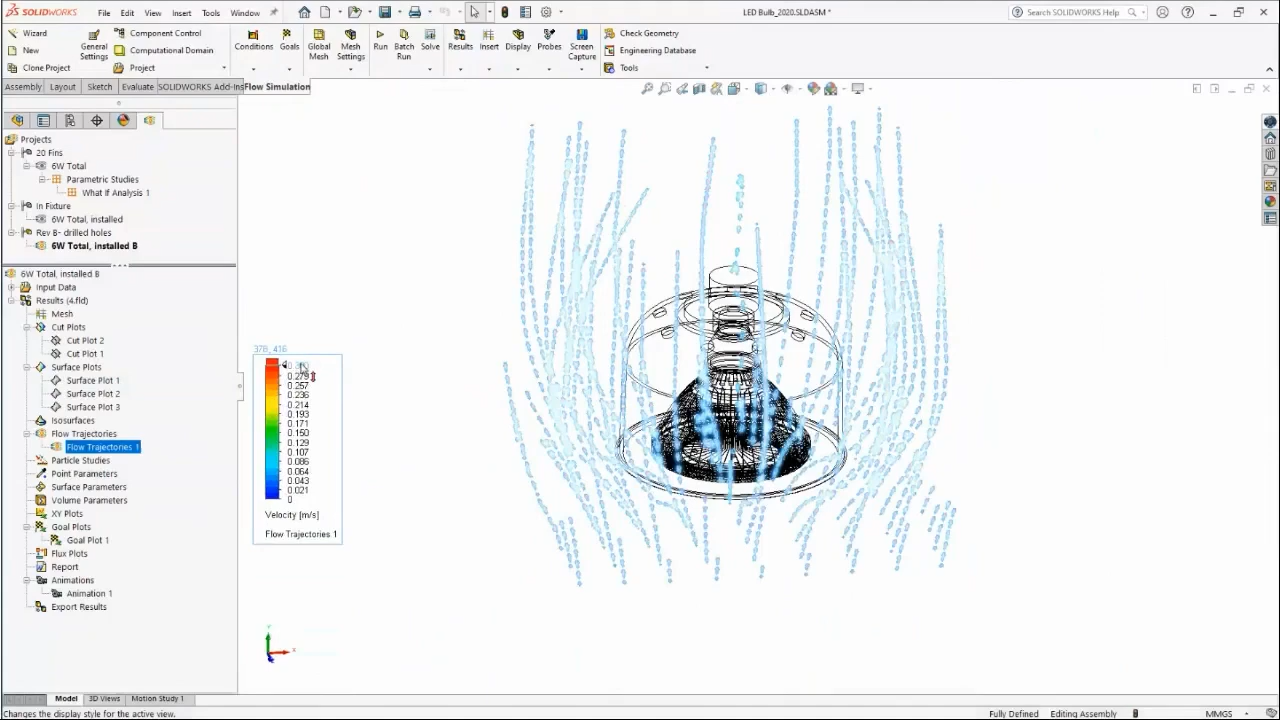 SOLIDWORKS File Edit View Insert Tools Window LED Bulb_2020.SLDASM * Search SOLIDWORKS Help
Wizard
New
Clone Project
General Settings
Component Control
Computational Domain
Project
Conditions
Goals
Global Mesh
Mesh Settings
Run
Batch Run
Solve
Results
Insert
Display
Probes
Screen Capture
Check Geometry
Engineering Database
Tools
Assembly Layout Sketch Evaluate SOLIDWORKS Add-Ins Flow Simulation
Projects
20 Fins
6W Total
Parametric Studies
What If Analysis 1
In Fixture
6W Total, installed
Rev B- drilled holes
6W Total, installed B
6W Total, installed B
Input Data
Results (4.fld)
Mesh
Cut Plots
Cut Plot 2
Cut Plot 1
Surface Plots
Surface Plot 1
Surface Plot 2
Surface Plot 3
Isosurfaces
Flow Trajectories
Flow Trajectories 1
Particle Studies
Point Parameters
Surface Parameters
Volume Parameters
XY Plots
Goal Plots
Goal Plot 1
Flux Plots
Report
Animations
Animation 1
Export Results
378, 416
0.257
0.236
0.214
0.193
0.171
0.150
0.129
0.107
0.086
0.064
0.043
0.021
0
Velocity [m/s]
Flow Trajectories 1
Y
X
Model 3D Views Motion Study 1
Changes the display style for the active view. Fully Defined Editing Assembly MMGS